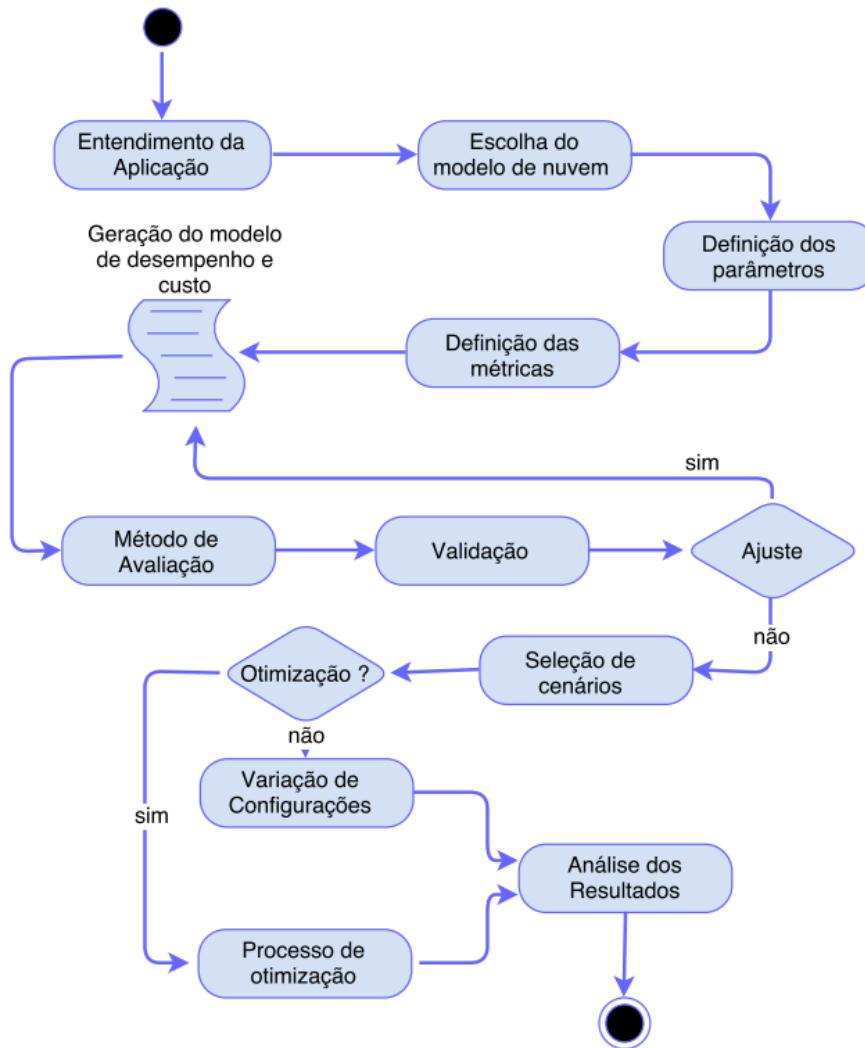 Entendimento da
Aplicação
Escolha do
modelo de nuvem
Definição dos
parâmetros
Definição das
métricas
Geração do modelo
de desempenho e
custo
Método de
Avaliação
Validação
Ajuste
sim
não
Seleção de
cenários
Otimização ?
não
sim
Variação de
Configurações
Processo de
otimização
Análise dos
Resultados